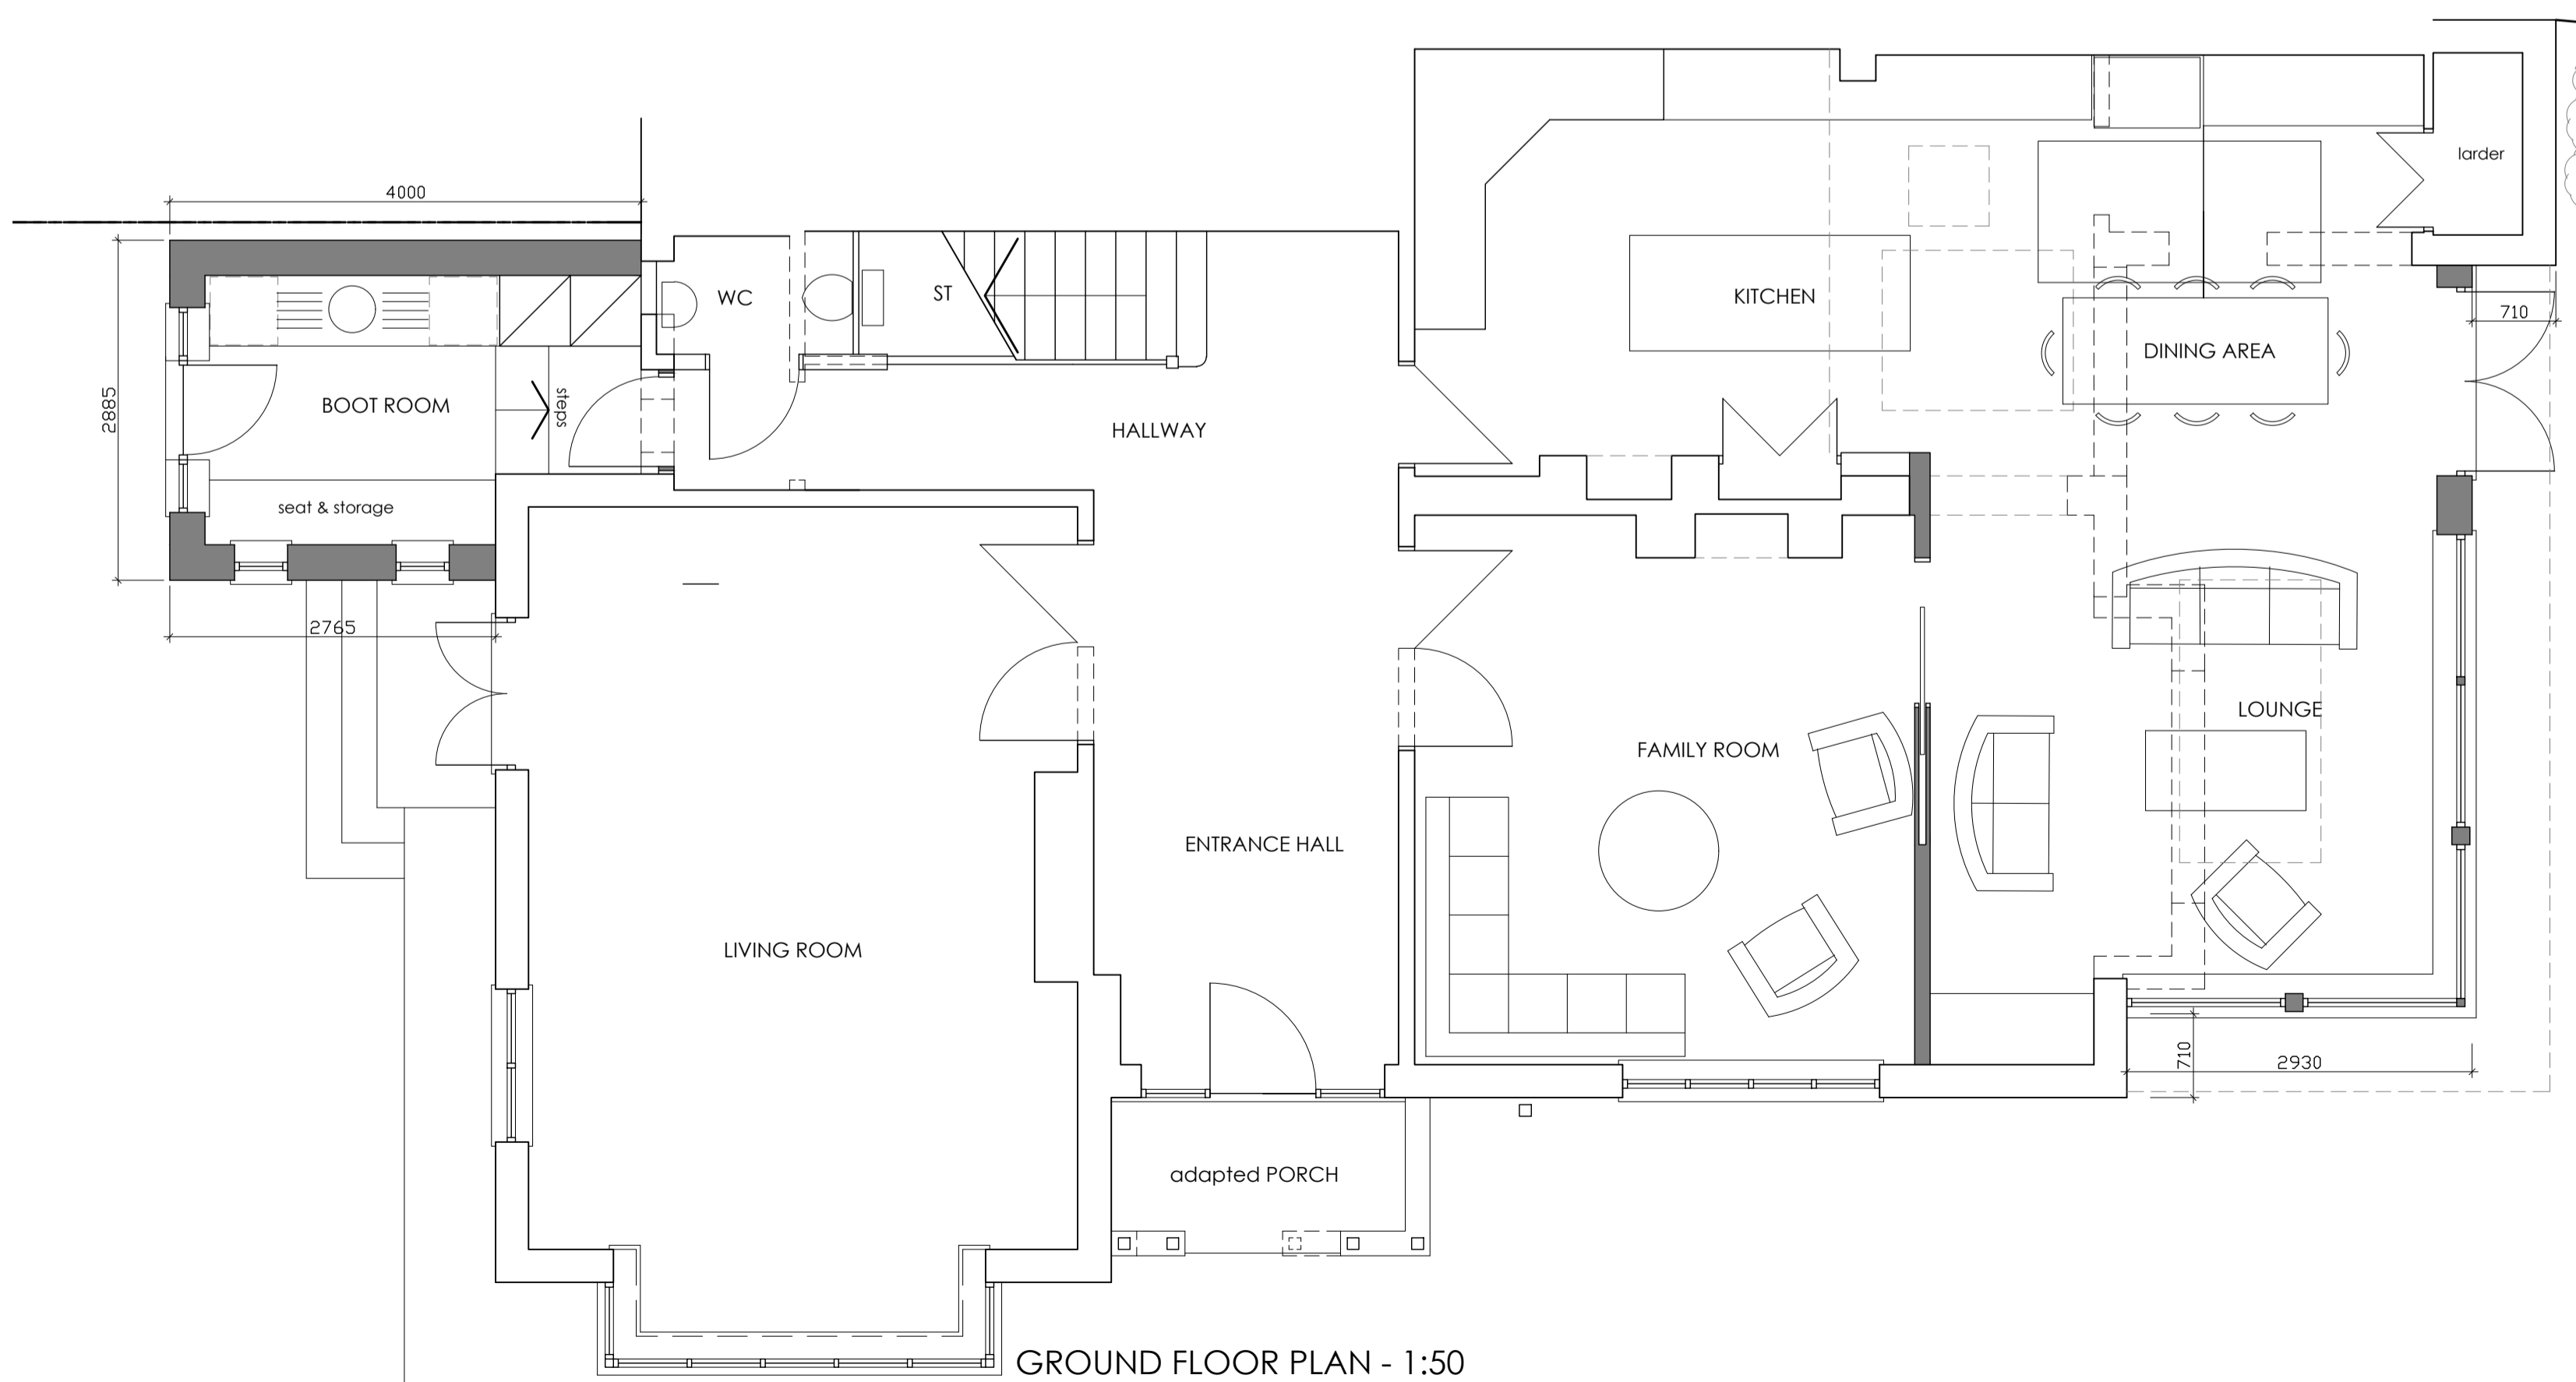 larder
4000
WC
ST
KITCHEN
710
DINING AREA
2885
BOOT ROOM
steps
HALLWAY
seat & storage
2765
LOUNGE
FAMILY ROOM
ENTRANCE HALL
LIVING ROOM
710
2930
adapted PORCH
GROUND FLOOR PLAN - 1:50